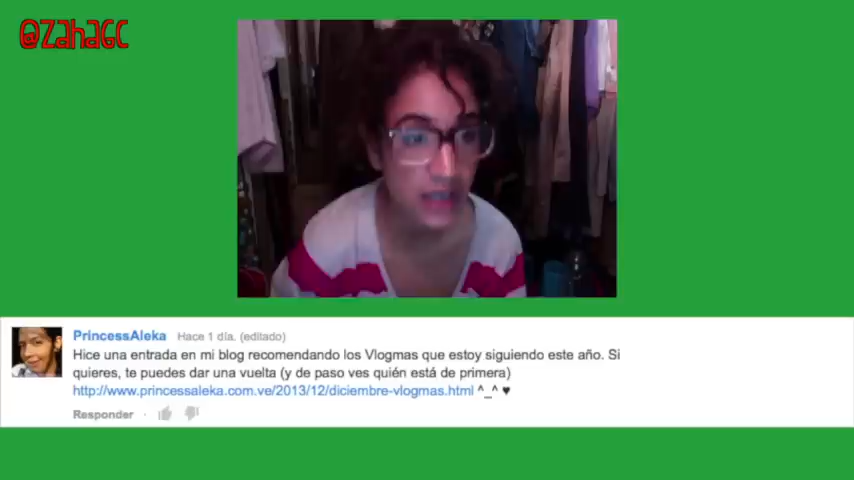 @ZahaGC
PrincessAleka Hace 1 día. (editado)
Hice una entrada en mi blog recomendando los Vlogmas que estoy siguiendo este año. Si
quieres, te puedes dar una vuelta (y de paso ves quién está de primera)
http://www.princessaleka.com.ve/2013/12/diciembre-vlogmas.html ^_^ ♥
Responder ·